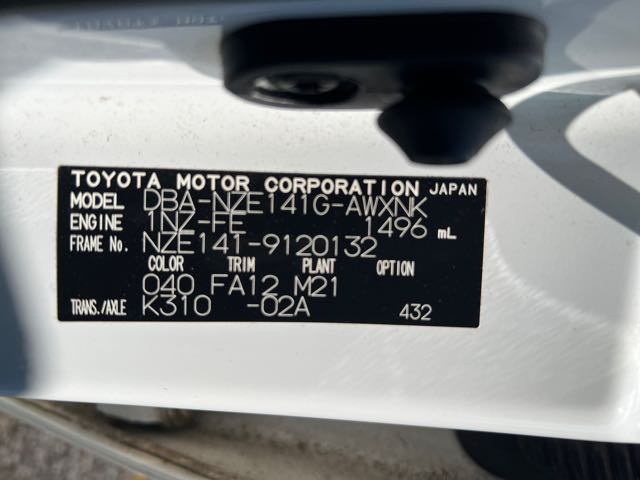 TOYOTA MOTOR CORPORATION JAPAN
MODEL DBA-NZE141G-AWXNK
ENGINE 1NZ-FE 1496 mL
FRAME No. NZE141-9120132
COLOR TRIM PLANT OPTION
040 FA12 M21
TRANS./AXLE K310 -02A 432